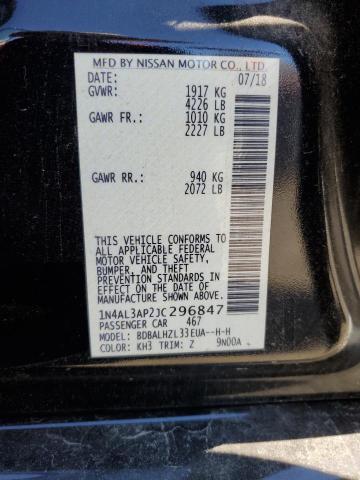 MFD BY NISSAN MOTOR CO., LTD.
DATE: 07/18
GVWR: 1917 KG
4226 LB
GAWR FR.: 1010 KG
2227 LB
GAWR RR.: 940 KG
2072 LB
THIS VEHICLE CONFORMS TO
ALL APPLICABLE FEDERAL
MOTOR VEHICLE SAFETY,
BUMPER, AND THEFT
PREVENTION STANDARDS IN
EFFECT ON THE DATE OF
MANUFACTURE SHOWN ABOVE.
1N4AL3AP2JC296847
PASSENGER CAR 467
MODEL: BDBALHZL33EUA--H-H
COLOR: KH3 TRIM: Z 9N00A